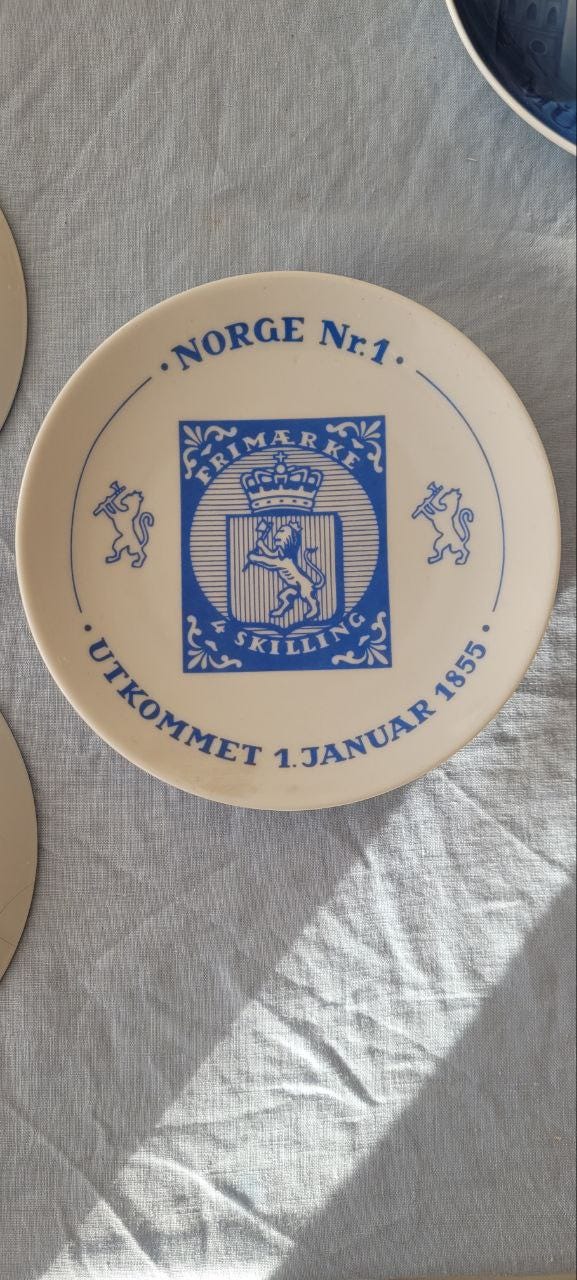 · NORGE Nr.1 ·
FRIMÆRKE
4 SKILLING
· UTKOMMET 1. JANUAR 1855 ·